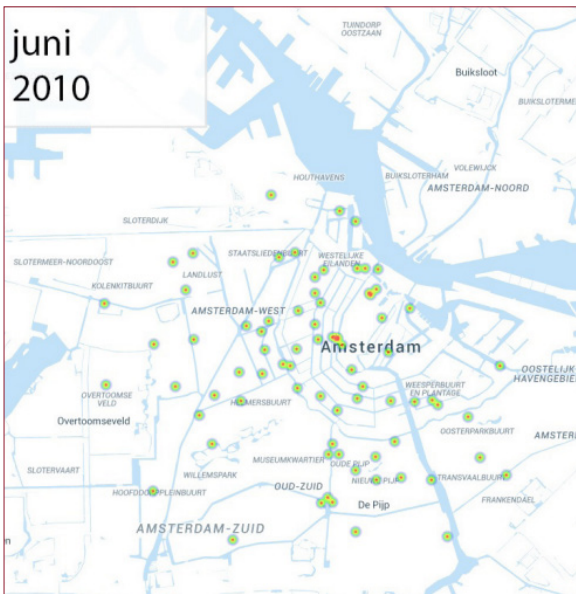 juni
2010
TUINDORP
OOSTZAAN
Buiksloot
BUIKSLOTERMEER
HOUTHAVENS
BUIKSLOTERHAM
VOLEWIJCK
AMSTERDAM-NOORD
SLOTERDIJK
SLOTERMEER-NOORDOOST
STAATSLIEDENBUURT
WESTELIJKE
EILANDEN
LANDLUST
KOLENKITBUURT
AMSTERDAM-WEST
Amsterdam
OOSTELIJK
HAVENGEBIE
WEESPERBUURT
EN PLANTAGE
OVERTOOMSE
VELD
HELMERSBUURT
Overtoomseveld
OOSTERPARKBUURT
AMSTER
MUSEUMKWARTIER
OUDE PIJP
SLOTERVAART
WILLEMSPARK
OUD-ZUID
NIEUWE PIJP
TRANSVAALBUURT
HOOFDDORPPLEINBUURT
De Pijp
FRANKENDAEL
AMSTERDAM-ZUID
en